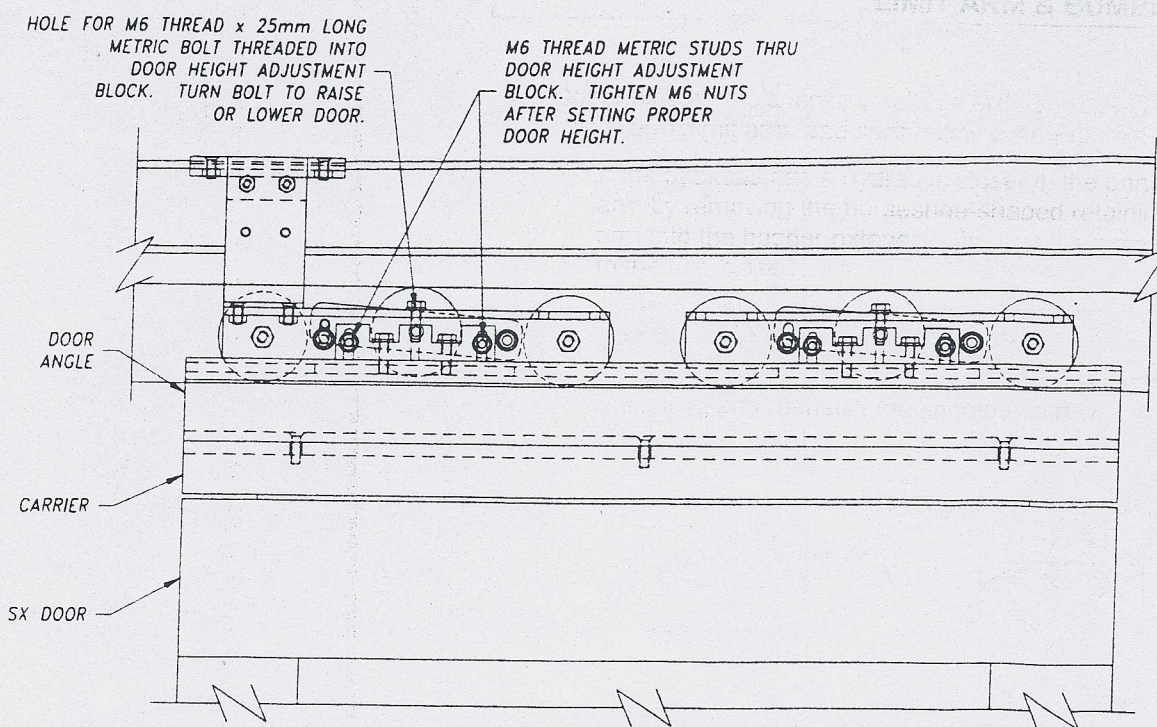 HOLE FOR M6 THREAD x 25mm LONG
METRIC BOLT THREADED INTO
DOOR HEIGHT ADJUSTMENT
BLOCK. TURN BOLT TO RAISE
OR LOWER DOOR.
M6 THREAD METRIC STUDS THRU
DOOR HEIGHT ADJUSTMENT
BLOCK. TIGHTEN M6 NUTS
AFTER SETTING PROPER
DOOR HEIGHT.
DOOR
ANGLE
CARRIER
SX DOOR